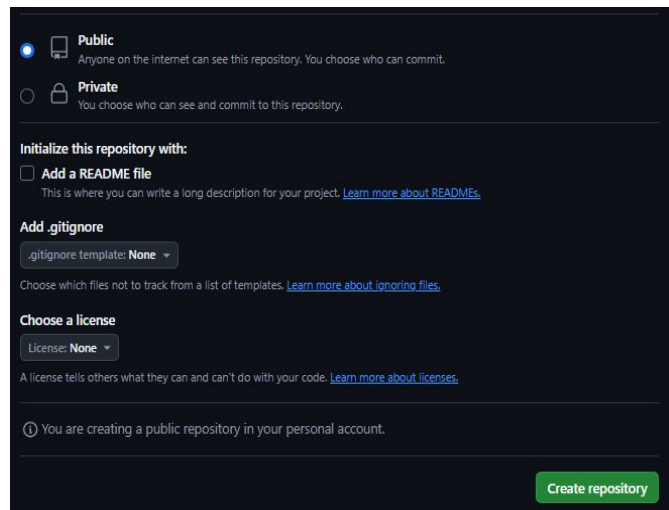 Public
Anyone on the internet can see this repository. You choose who can commit.
Private
You choose who can see and commit to this repository.
Initialize this repository with:
Add a README file
This is where you can write a long description for your project. Learn more about READMEs.
Add .gitignore
.gitignore template: None
Choose which files not to track from a list of templates. Learn more about ignoring files.
Choose a license
License: None
A license tells others what they can and can't do with your code. Learn more about licenses.
You are creating a public repository in your personal account.
Create repository